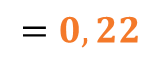 = 0,22